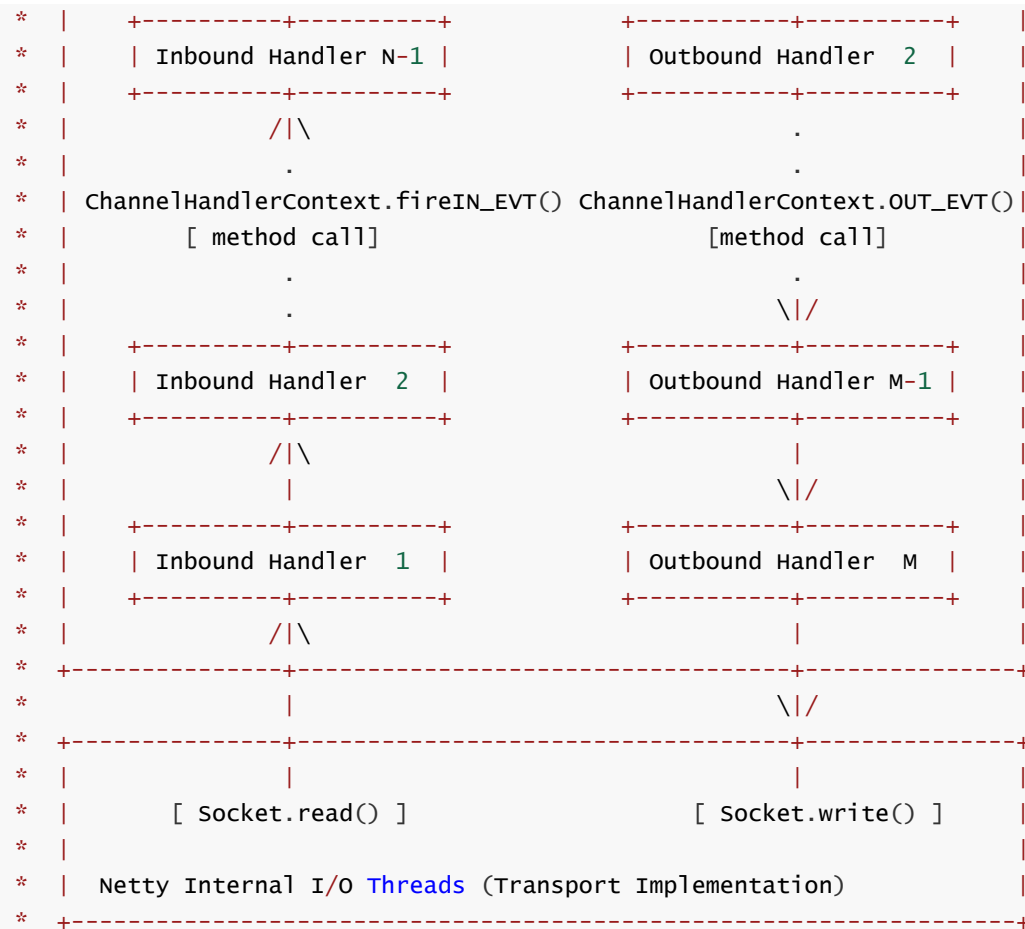 *   |      +----------+----------+            +-----------+----------+    |
*   |      | Inbound Handler N-1 |            | Outbound Handler  2  |    |
*   |      +----------+----------+            +-----------+----------+    |
*   |               /|\                                   .               |
*   |                .                                    .               |
*   | ChannelHandlerContext.fireIN_EVT() ChannelHandlerContext.OUT_EVT()|
*   |         [ method call]                       [method call]         |
*   |                .                                    .               |
*   |                .                                   \|/              |
*   |      +----------+----------+            +-----------+----------+    |
*   |      | Inbound Handler  2  |            | Outbound Handler M-1 |    |
*   |      +----------+----------+            +-----------+----------+    |
*   |               /|\                                   |               |
*   |                |                                   \|/              |
*   |      +----------+----------+            +-----------+----------+    |
*   |      | Inbound Handler  1  |            | Outbound Handler  M  |    |
*   |      +----------+----------+            +-----------+----------+    |
*   |               /|\                                   |               |
*   +---------------+-----------------------------------+---------------+
*                   |                                  \|/
*   +---------------+-----------------------------------+---------------+
*   |               |                                   |               |
*   |        [ Socket.read() ]                    [ Socket.write() ]     |
*   |                                                                   |
*   |  Netty Internal I/O Threads (Transport Implementation)            |
*   +-------------------------------------------------------------------+